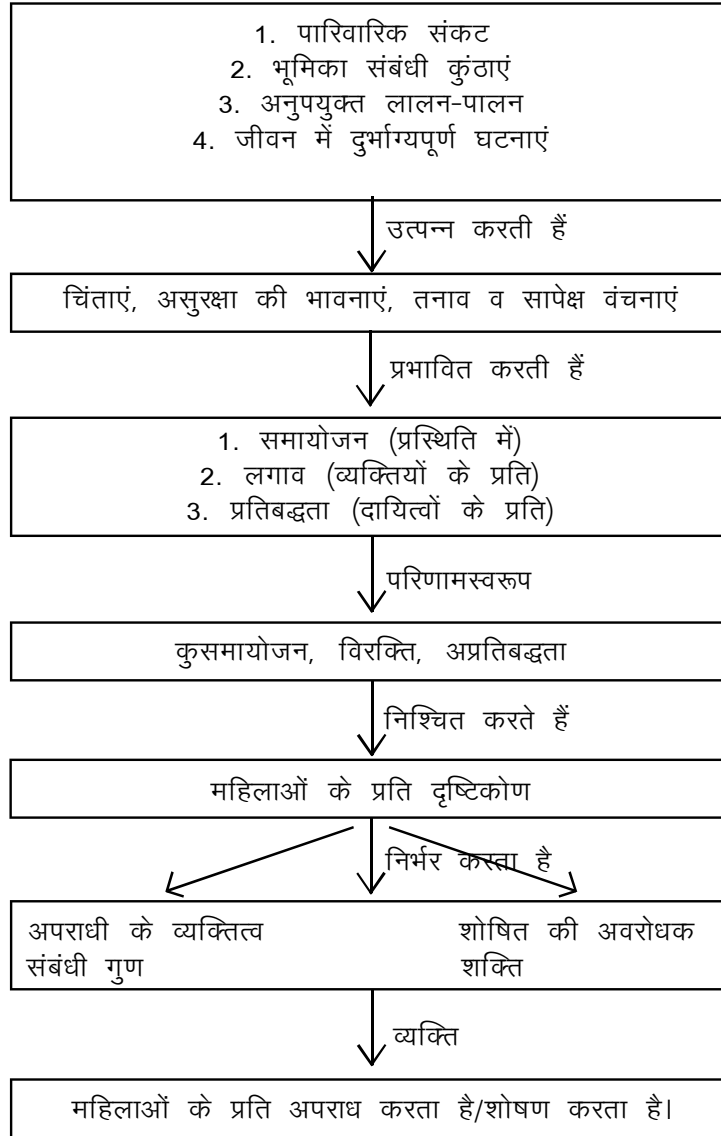 1. पारिवारिक संकट
2. भूमिका संबंधी कुंठाएं
3. अनुपयुक्त लालन-पालन
4. जीवन में दुर्भाग्यपूर्ण घटनाएं
उत्पन्न करती हैं
चिंताएं, असुरक्षा की भावनाएं, तनाव व सापेक्ष वंचनाएं
प्रभावित करती हैं
1. समायोजन (प्रस्थिति में)
2. लगाव (व्यक्तियों के प्रति)
3. प्रतिबद्धता (दायित्वों के प्रति)
परिणामस्वरूप
कुसमायोजन, विरक्ति, अप्रतिबद्धता
निश्चित करते हैं
महिलाओं के प्रति दृष्टिकोण
निर्भर करता है
अपराधी के व्यक्तित्व
संबंधी गुण
शोषित की अवरोधक
शक्ति
व्यक्ति
महिलाओं के प्रति अपराध करता है/शोषण करता है।